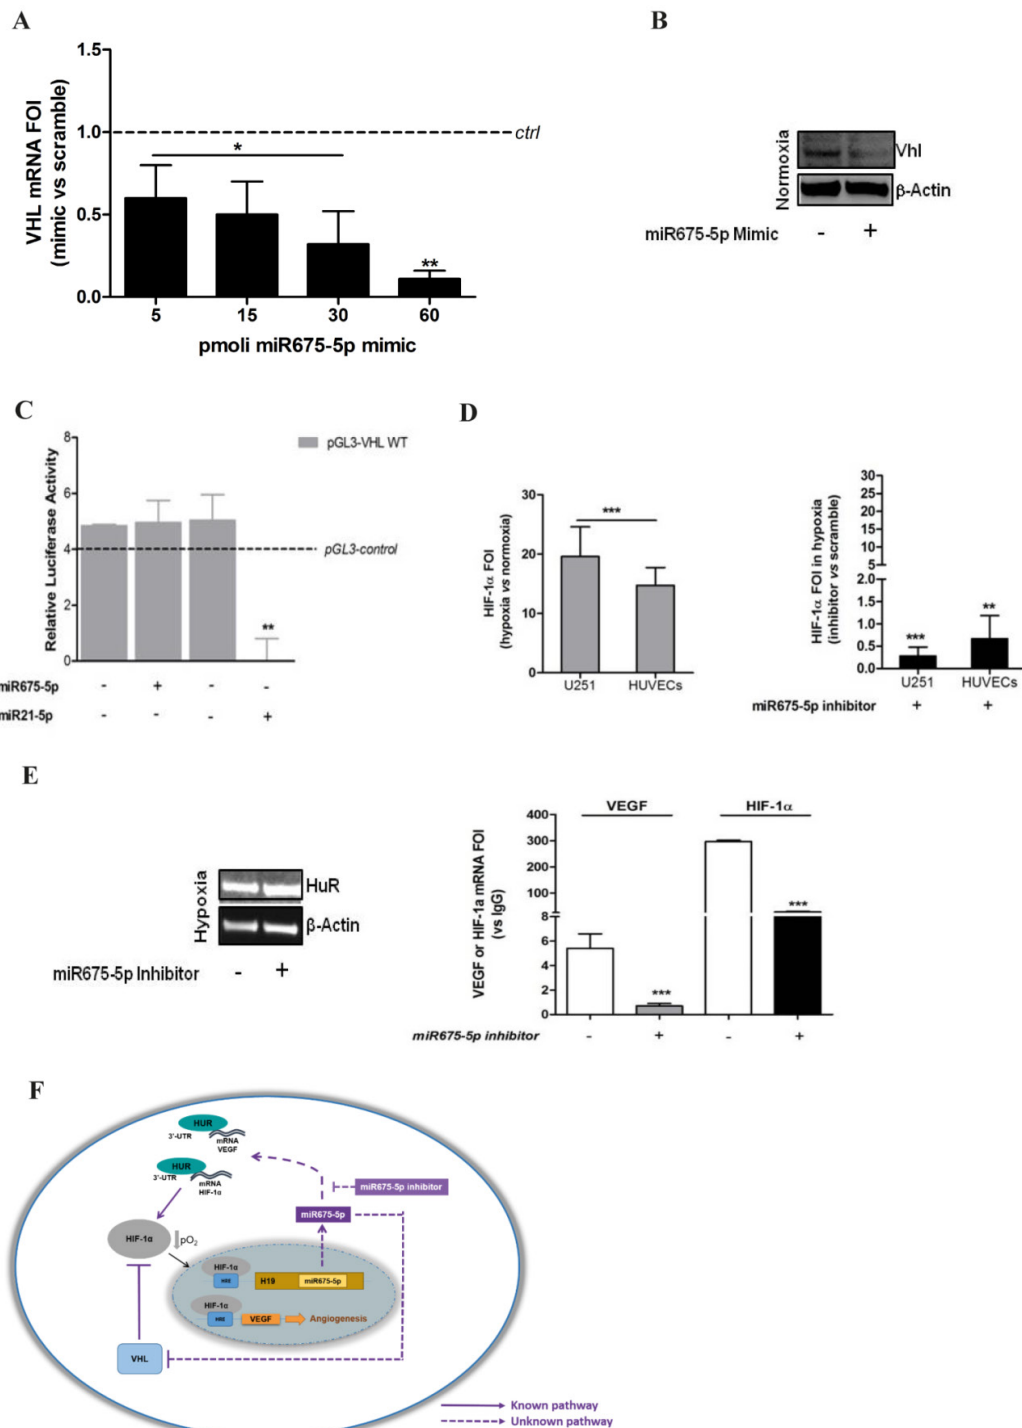 A
1.5
1.0
0.5
0.0
VHL mRNA FOI
(mimic vs scramble)
ctrl
*
**
5 15 30 60
pmoli miR675-5p mimic
B
Normoxia
Vhl
β-Actin
miR675-5p Mimic - +
C
8
6
4
2
0
Relative Luciferase Activity
pGL3-VHL WT
pGL3-control
**
miR675-5p - + - -
miR21-5p - - - +
D
30
20
10
0
HIF-1α FOI
(hypoxia vs normoxia)
***
U251 HUVECs
30
25
20
15
10
5
2.0
1.5
1.0
0.5
0.0
HIF-1α FOI in hypoxia
(inhibitor vs scramble)
***
**
U251 HUVECs
miR675-5p inhibitor + +
E
Hypoxia
HuR
β-Actin
miR675-5p Inhibitor - +
VEGF HIF-1α
400
300
200
100
8
6
4
2
0
VEGF or HIF-1a mRNA FOI
(vs IgG)
***
***
miR675-5p inhibitor - + - +
F
HUR
3'-UTR
mRNA
VEGF
HUR
3'-UTR
mRNA
HIF-1α
miR675-5p inhibitor
miR675-5p
HIF-1α
pO2
HIF-1α
HRE
H19
miR675-5p
HIF-1α
HRE
VEGF
Angiogenesis
VHL
Known pathway
Unknown pathway